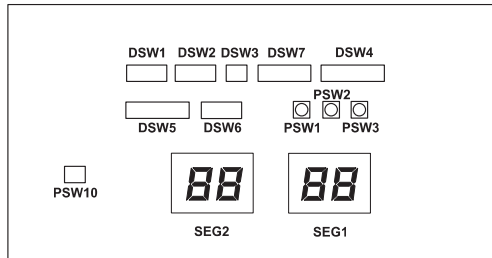 DSW1 DSW2 DSW3 DSW7 DSW4
PSW2
DSW5 DSW6 PSW1 PSW3
88 88
PSW10
SEG2 SEG1